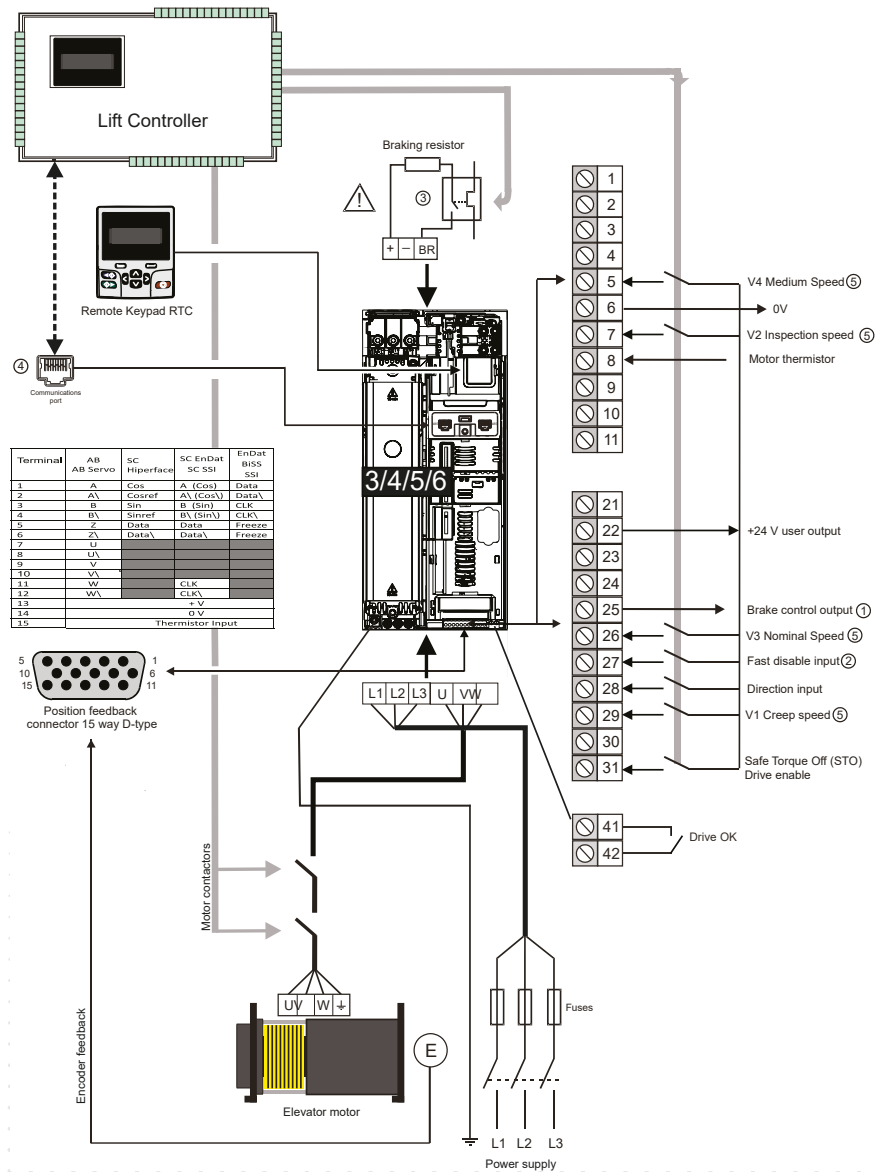 Lift Controller
Braking resistor
③
+ − BR
Remote Keypad RTC
④
Communications
port
1
2
3
4
5 V4 Medium Speed ⑤
6 0V
7 V2 Inspection speed ⑤
8 Motor thermistor
9
10
11
3/4/5/6
Terminal | AB AB Servo | SC Hiperface | SC EnDat SC SSI | EnDat BiSS SSI
1 A Cos A (Cos) Data
2 A\ Cosref A\ (Cos\) Data\
3 B Sin B (Sin) CLK
4 B\ Sinref B\ (Sin\) CLK\
5 Z Data Data Freeze
6 Z\ Data\ Data\ Freeze
7 U
8 U\
9 V
10 V\
11 W CLK
12 W\ CLK\
13 + V
14 0 V
15 Thermistor Input
21
22 +24 V user output
23
24
25 Brake control output ①
26 V3 Nominal Speed ⑤
27 Fast disable input ②
28 Direction input
29 V1 Creep speed ⑤
30
31 Safe Torque Off (STO)
Drive enable
41
42
Drive OK
5 1
10 6
15 11
Position feedback
connector 15 way D-type
L1 L2 L3 U V W
Motor contactors
U V W
Encoder feedback
E
Elevator motor
Fuses
L1 L2 L3
Power supply